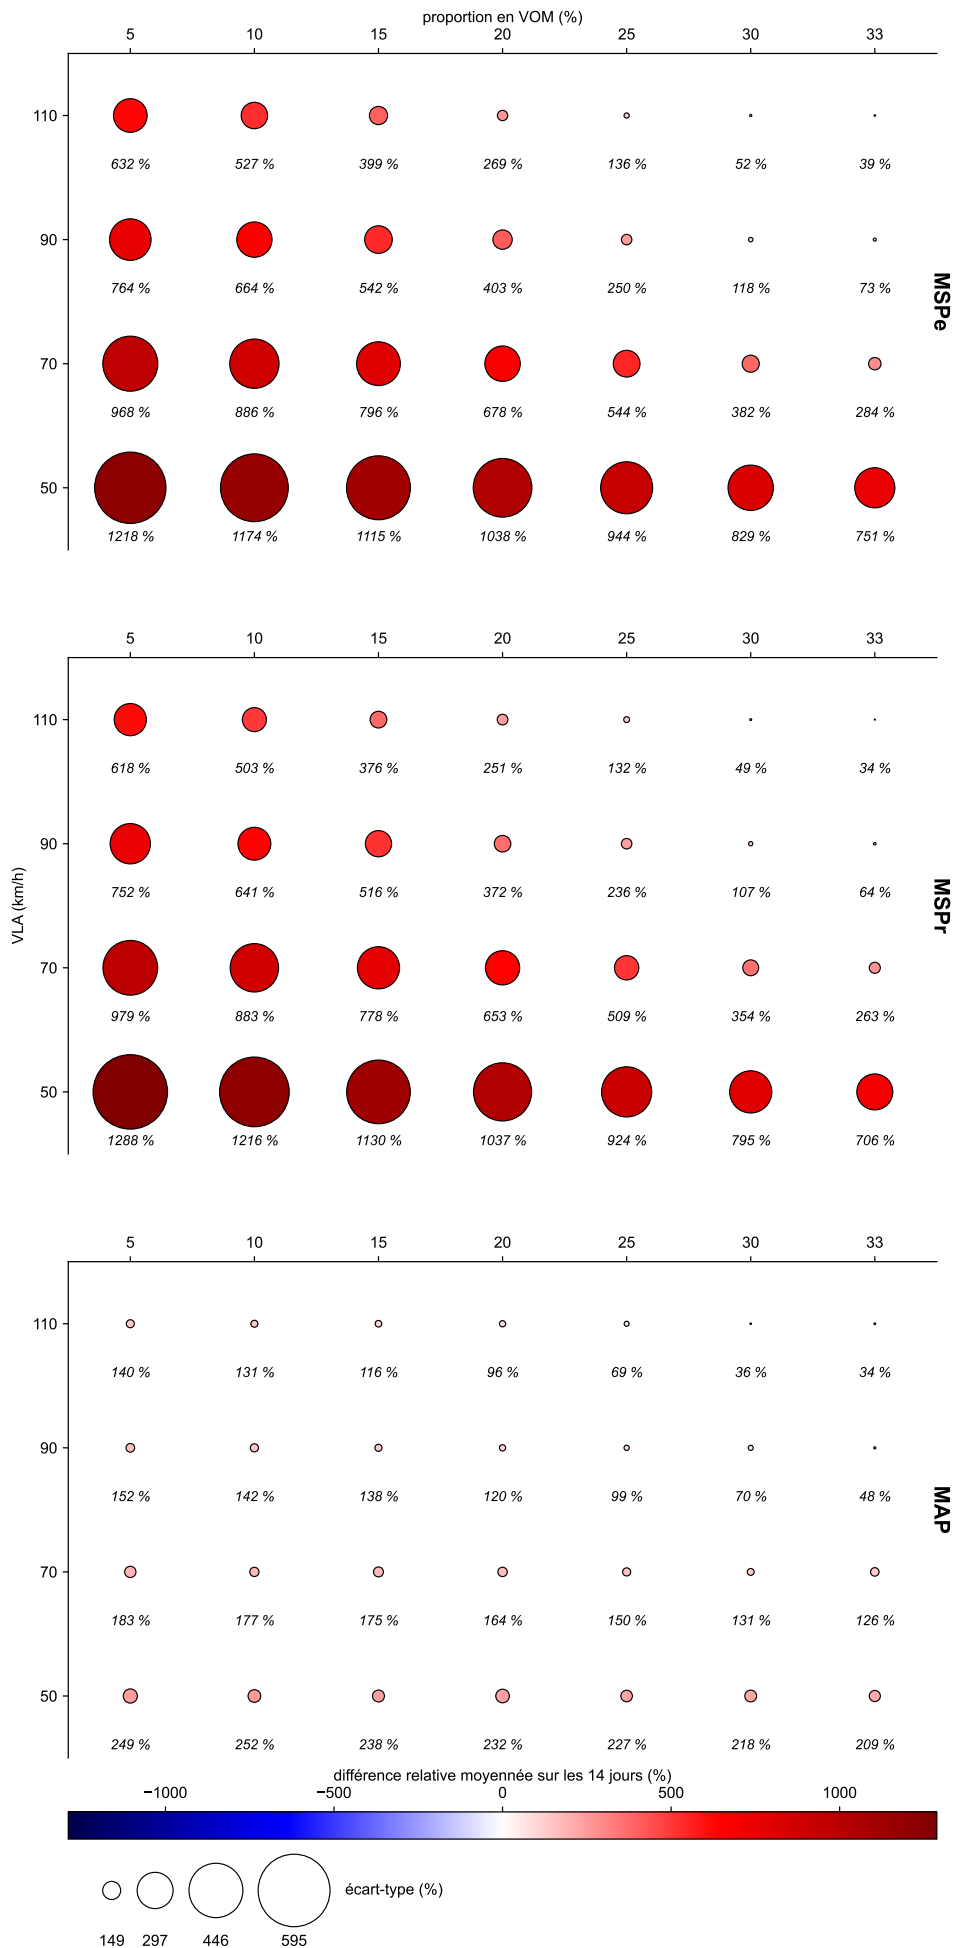 proportion en VOM (%)
5 10 15 20 25 30 33
110
632 % 527 % 399 % 269 % 136 % 52 % 39 %
90
764 % 664 % 542 % 403 % 250 % 118 % 73 %
MSPe
70
968 % 886 % 796 % 678 % 544 % 382 % 284 %
50
1218 % 1174 % 1115 % 1038 % 944 % 829 % 751 %
5 10 15 20 25 30 33
110
618 % 503 % 376 % 251 % 132 % 49 % 34 %
90
752 % 641 % 516 % 372 % 236 % 107 % 64 %
VLA (km/h)
MSPr
70
979 % 883 % 778 % 653 % 509 % 354 % 263 %
50
1288 % 1216 % 1130 % 1037 % 924 % 795 % 706 %
5 10 15 20 25 30 33
110
140 % 131 % 116 % 96 % 69 % 36 % 34 %
90
152 % 142 % 138 % 120 % 99 % 70 % 48 %
MAP
70
183 % 177 % 175 % 164 % 150 % 131 % 126 %
50
249 % 252 % 238 % 232 % 227 % 218 % 209 %
différence relative moyennée sur les 14 jours (%)
−1000 −500 0 500 1000
écart-type (%)
149 297 446 595